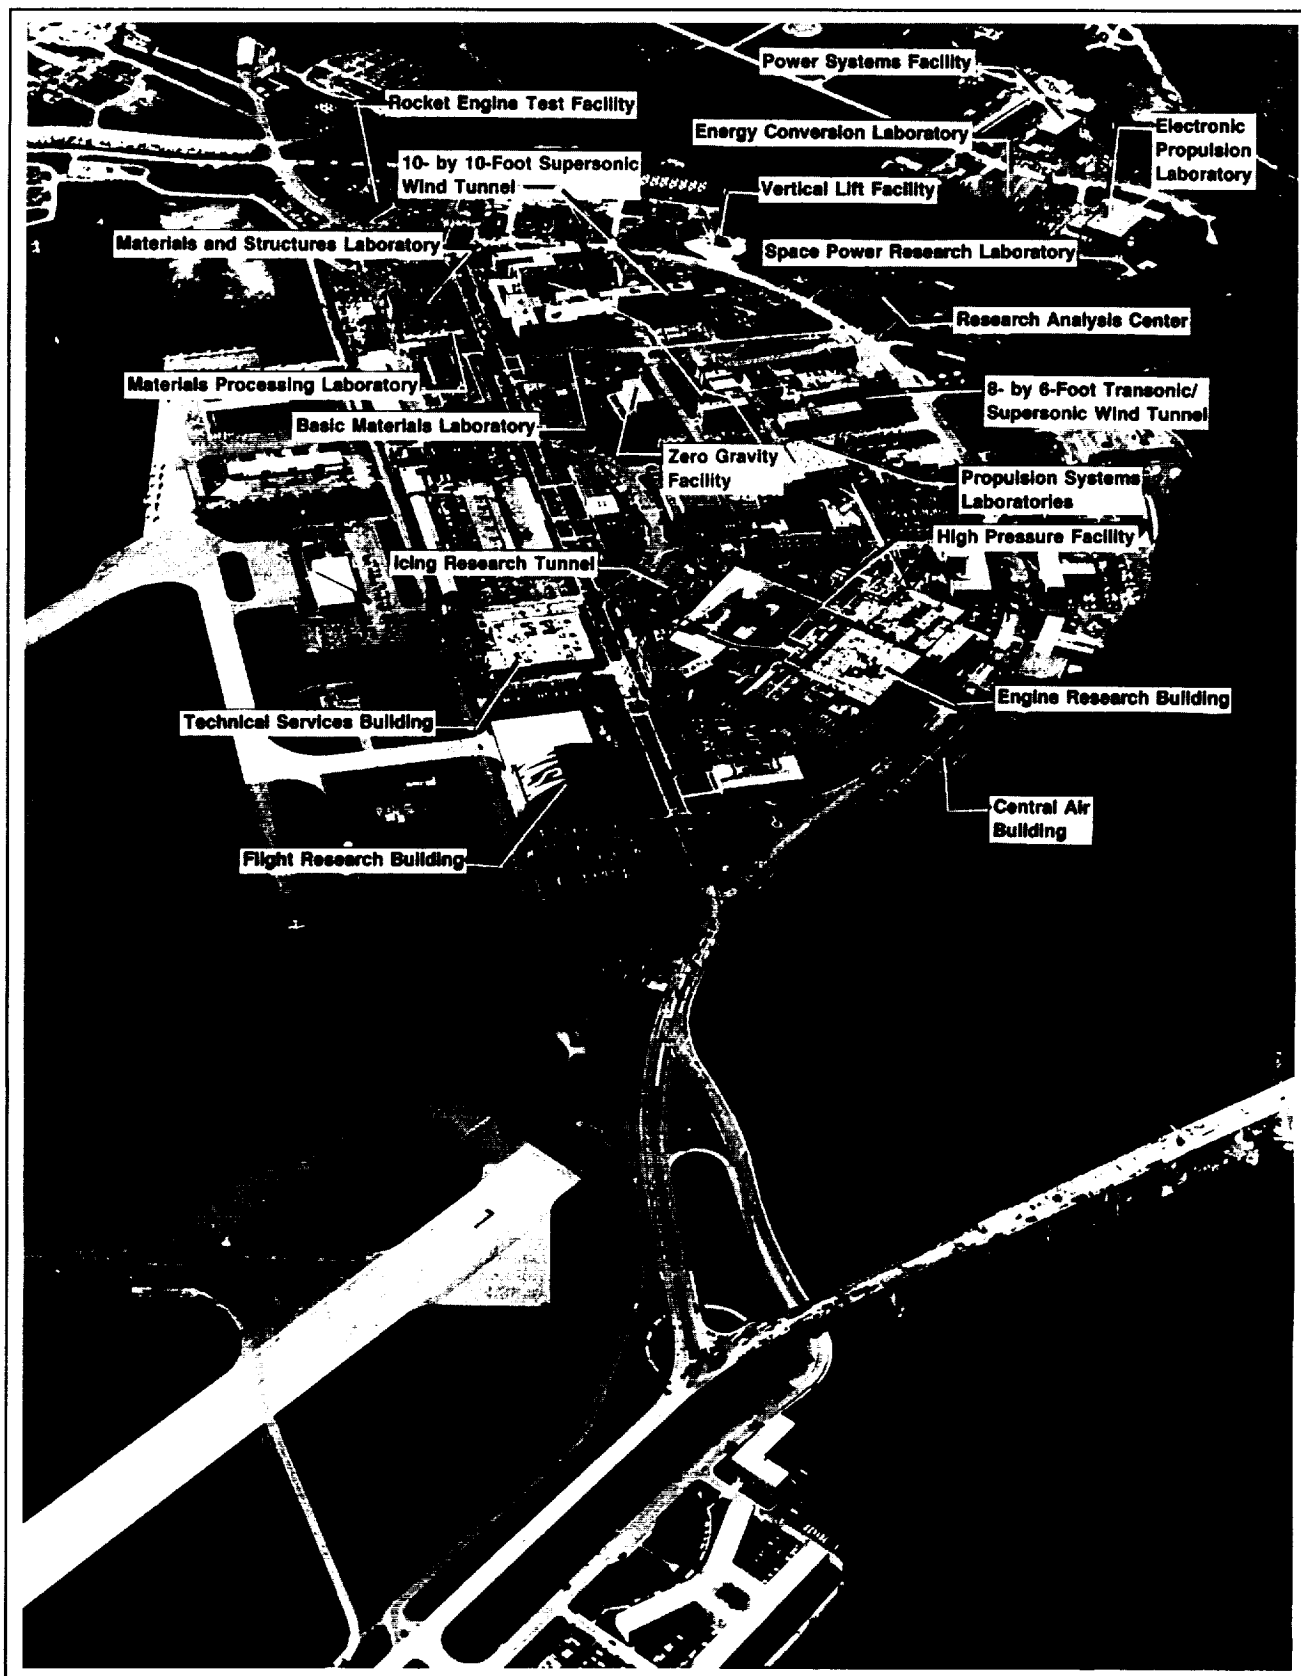 Power Systems Facility
Rocket Engine Test Facility
Energy Conversion Laboratory
Electronic
Propulsion
Laboratory
10- by 10-Foot Supersonic
Wind Tunnel
Vertical Lift Facility
Materials and Structures Laboratory
Space Power Research Laboratory
Research Analysis Center
Materials Processing Laboratory
8- by 6-Foot Transonic/
Supersonic Wind Tunnel
Basic Materials Laboratory
Zero Gravity
Facility
Propulsion Systems
Laboratories
High Pressure Facility
Icing Research Tunnel
Engine Research Building
Technical Services Building
Central Air
Building
Flight Research Building